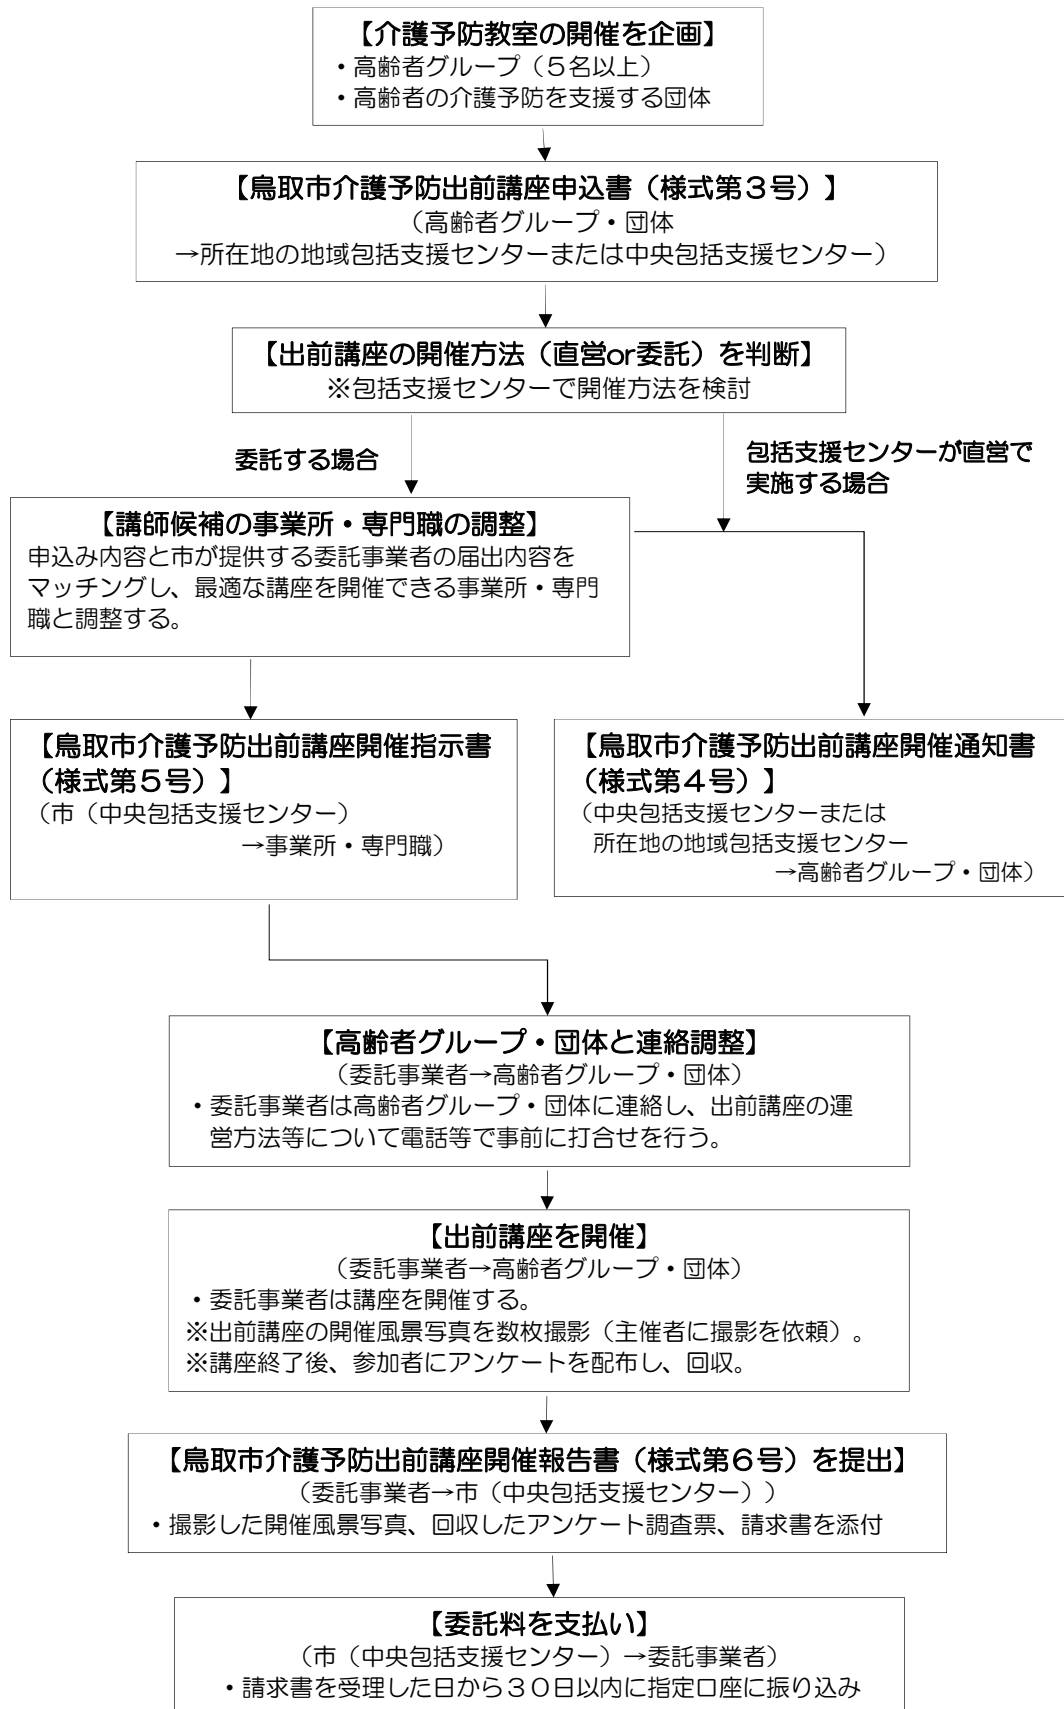 【介護予防教室の開催を企画】
・高齢者グループ（５名以上）
・高齢者の介護予防を支援する団体
【鳥取市介護予防出前講座申込書（様式第３号）】
（高齢者グループ・団体
→所在地の地域包括支援センターまたは中央包括支援センター）
【出前講座の開催方法（直営or委託）を判断】
※包括支援センターで開催方法を検討
委託する場合
包括支援センターが直営で
実施する場合
【講師候補の事業所・専門職の調整】
申込み内容と市が提供する委託事業者の届出内容を
マッチングし、最適な講座を開催できる事業所・専門
職と調整する。
【鳥取市介護予防出前講座開催指示書
（様式第５号）】
（市（中央包括支援センター）
→事業所・専門職）
【鳥取市介護予防出前講座開催通知書
（様式第４号）】
（中央包括支援センターまたは
所在地の地域包括支援センター
→高齢者グループ・団体）
【高齢者グループ・団体と連絡調整】
（委託事業者→高齢者グループ・団体）
・委託事業者は高齢者グループ・団体に連絡し、出前講座の運
営方法等について電話等で事前に打合せを行う。
【出前講座を開催】
（委託事業者→高齢者グループ・団体）
・委託事業者は講座を開催する。
※出前講座の開催風景写真を数枚撮影（主催者に撮影を依頼）。
※講座終了後、参加者にアンケートを配布し、回収。
【鳥取市介護予防出前講座開催報告書（様式第６号）を提出】
（委託事業者→市（中央包括支援センター））
・撮影した開催風景写真、回収したアンケート調査票、請求書を添付
【委託料を支払い】
（市（中央包括支援センター）→委託事業者）
・請求書を受理した日から３０日以内に指定口座に振り込み